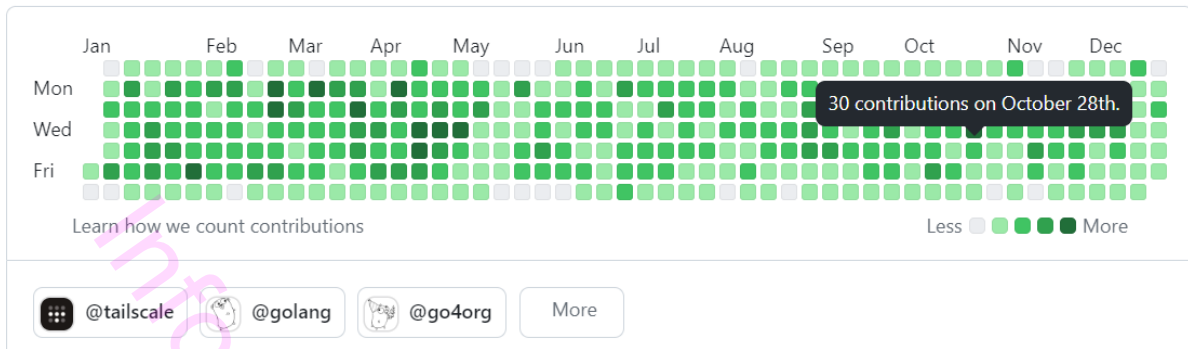 Jan Feb Mar Apr May Jun Jul Aug Sep Oct Nov Dec
Mon
30 contributions on October 28th.
Wed
Fri
Learn how we count contributions
Less More
@tailscale @golang @go4org More
Info